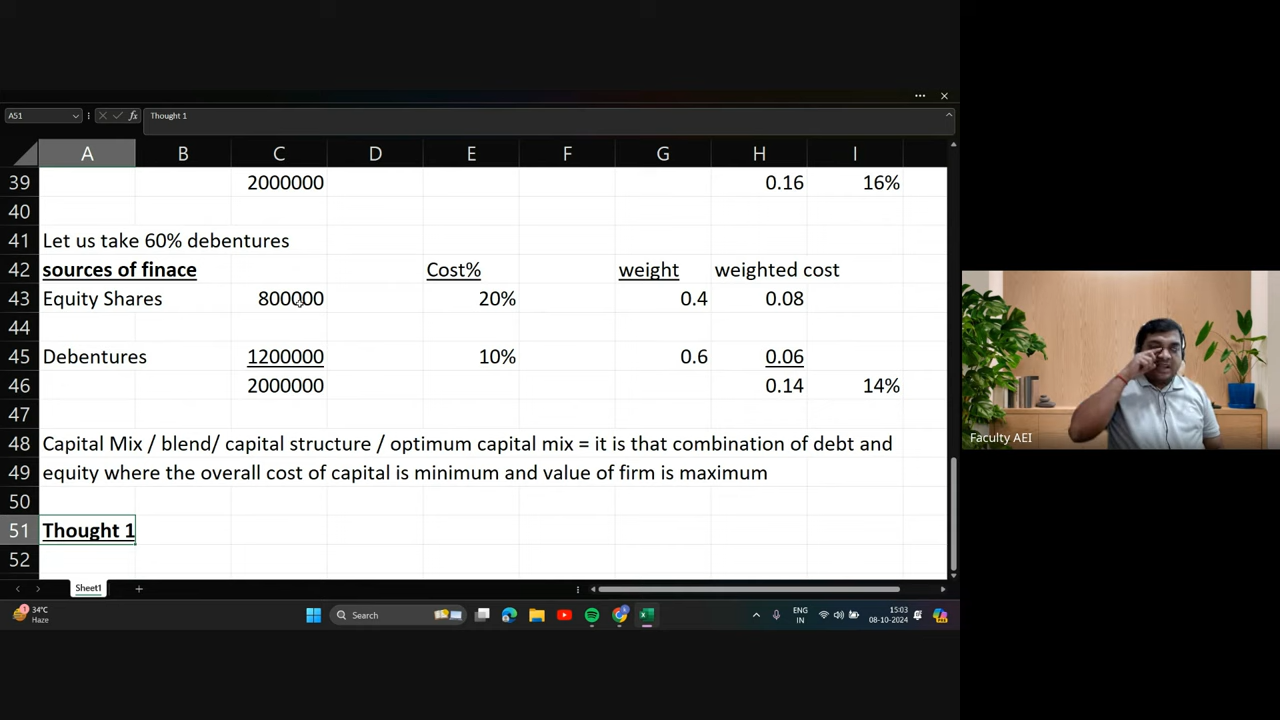 A51
fx
Thought 1
A B C D E F G H I
39 2000000 0.16 16%
40
41 Let us take 60% debentures
42 sources of finace Cost% weight weighted cost
43 Equity Shares 800000 20% 0.4 0.08
44
45 Debentures 1200000 10% 0.6 0.06
46 2000000 0.14 14%
47
48 Capital Mix / blend/ capital structure / optimum capital mix = it is that combination of debt and
49 equity where the overall cost of capital is minimum and value of firm is maximum
50
51 Thought 1
52
Sheet1
Faculty AEI
1
34°C
Haze
Search
ENG
IN
15:03
08-10-2024